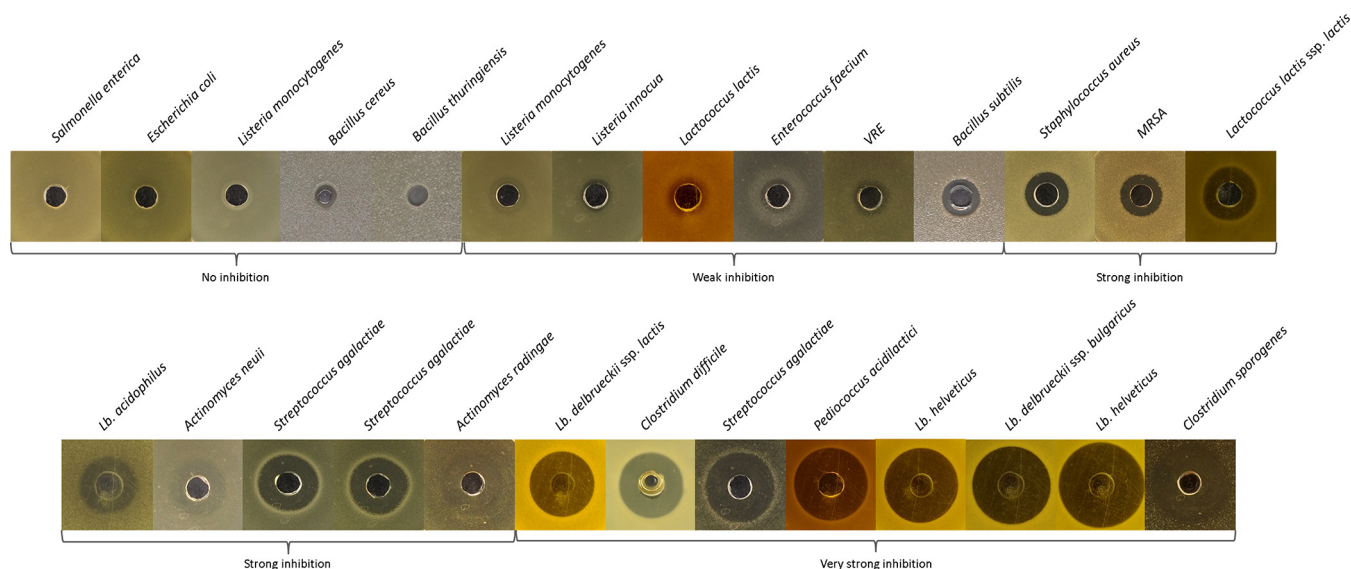 Salmonella enterica
Escherichia coli
Listeria monocytogenes
Bacillus cereus
Bacillus thuringiensis
Listeria monocytogenes
Listeria innocua
Lactococcus lactis
Enterococcus faecium
VRE
Bacillus subtilis
Staphylococcus aureus
MRSA
Lactococcus lactis ssp. lactis
No inhibition
Weak inhibition
Strong inhibition
Lb. acidophilus
Actinomyces neuii
Streptococcus agalactiae
Streptococcus agalactiae
Actinomyces radingae
Lb. delbrueckii ssp. lactis
Clostridium difficile
Streptococcus agalactiae
Pediococcus acidilactici
Lb. helveticus
Lb. delbrueckii ssp. bulgaricus
Lb. helveticus
Clostridium sporogenes
Strong inhibition
Very strong inhibition